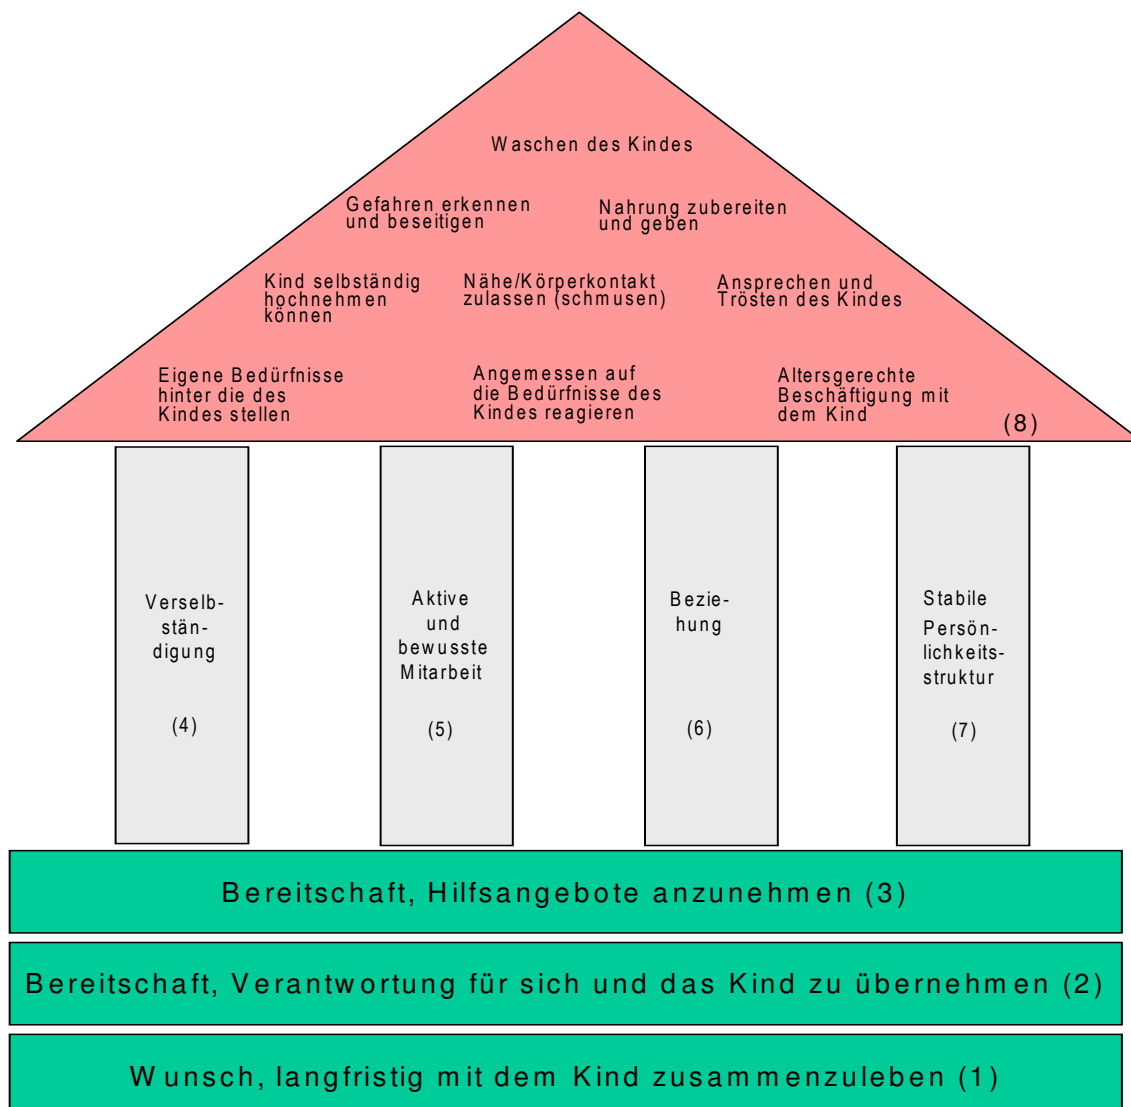 Waschen des Kindes
Gefahren erkennen
und beseitigen
Nahrung zubereiten
und geben
Kind selbständig
hochnehmen
können
Nähe/Körperkontakt
zulassen (schmusen)
Ansprechen und
Trösten des Kindes
Eigene Bedürfnisse
hinter die des
Kindes stellen
Angemessen auf
die Bedürfnisse des
Kindes reagieren
Altersgerechte
Beschäftigung mit
dem Kind
(8)
Verselb-
stän-
digung
(4)
Aktive
und
bewusste
Mitarbeit
(5)
Bezie-
hung
(6)
Stabile
Persön-
lichkeits-
struktur
(7)
Bereitschaft, Hilfsangebote anzunehmen (3)
Bereitschaft, Verantwortung für sich und das Kind zu übernehmen (2)
Wunsch, langfristig mit dem Kind zusammenzuleben (1)